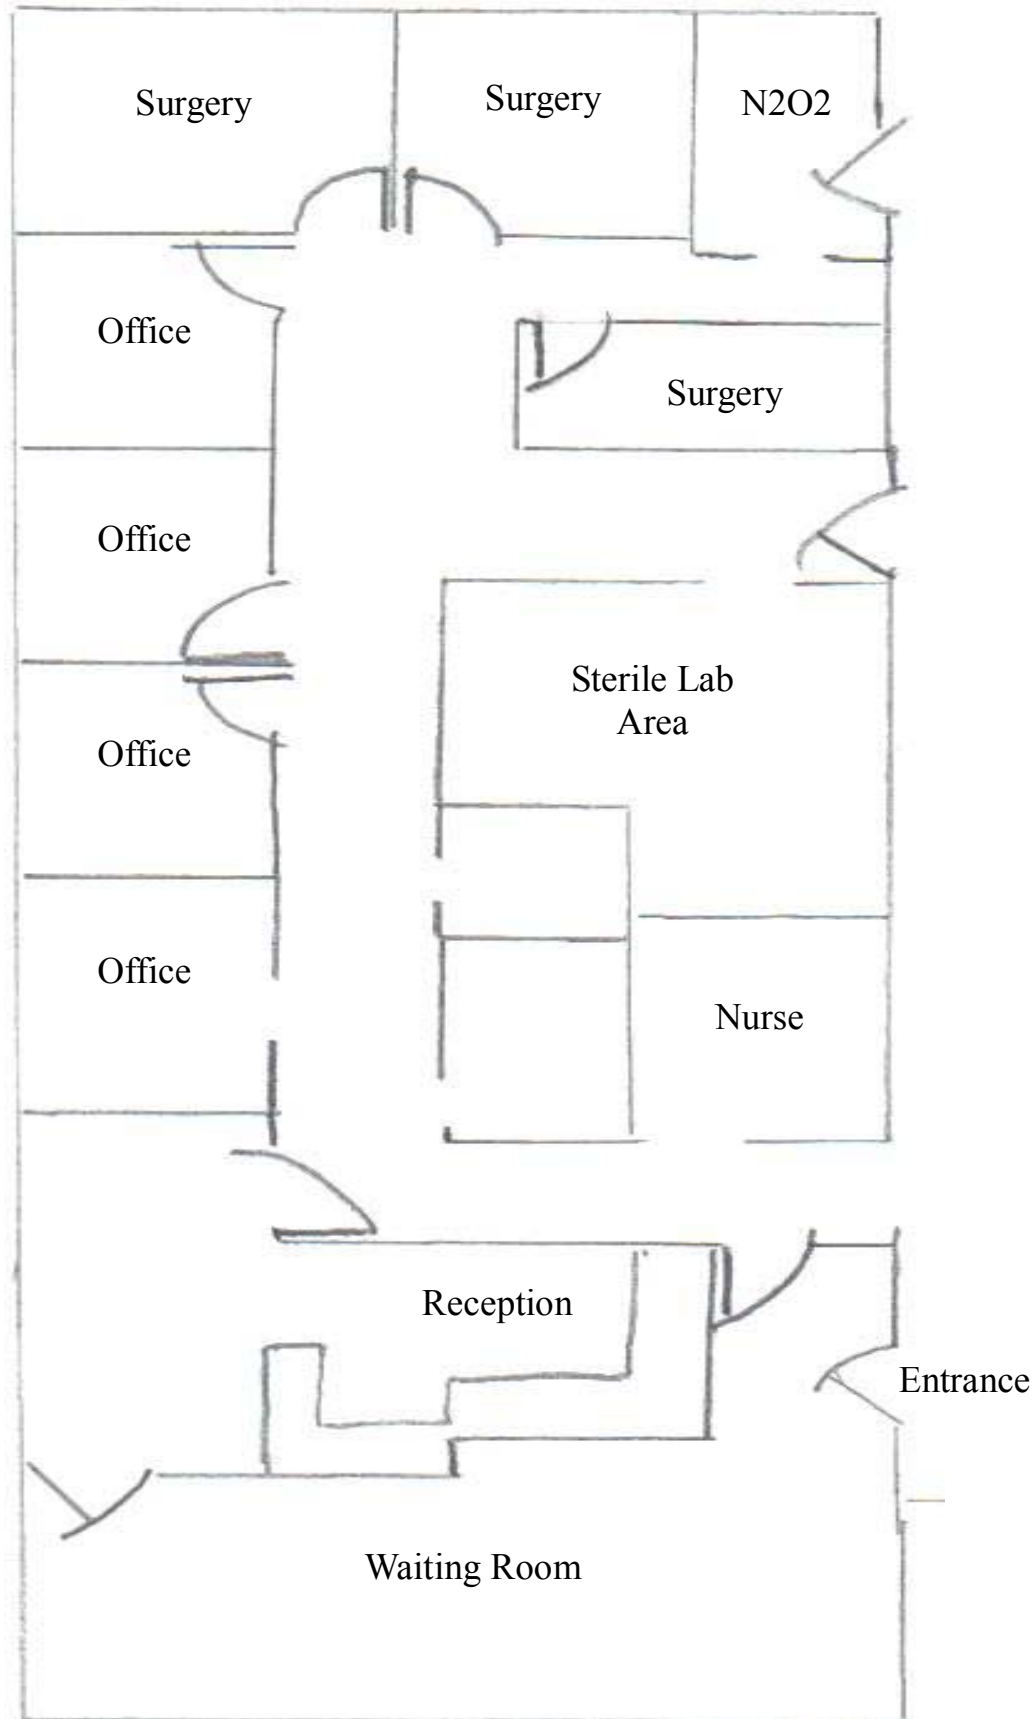 Surgery
Surgery
N2O2
Office
Surgery
Office
Sterile Lab
Area
Office
Office
Nurse
Reception
Entrance
Waiting Room